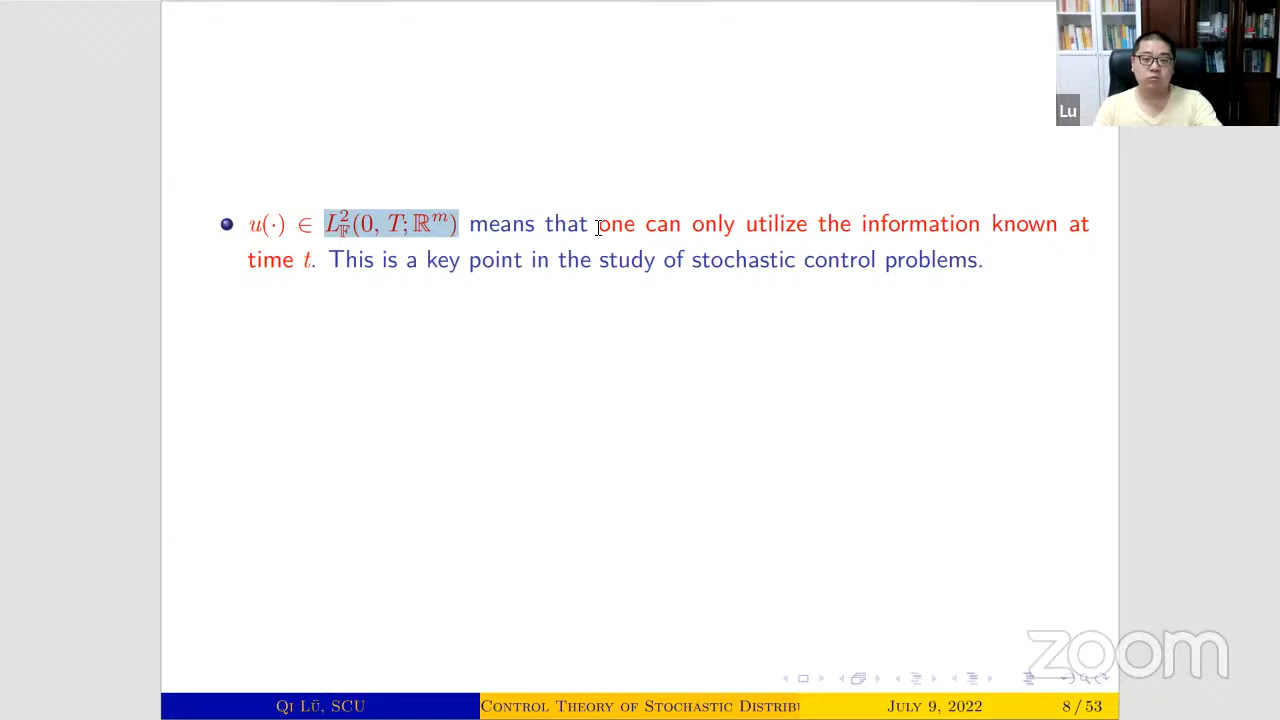 Lu
u(·) ∈ L²_𝔽(0, T; ℝᵐ) means that one can only utilize the information known at
time t. This is a key point in the study of stochastic control problems.
zoom
Qi Lü, SCU
Control Theory of Stochastic Distribu
July 9, 2022
8 / 53